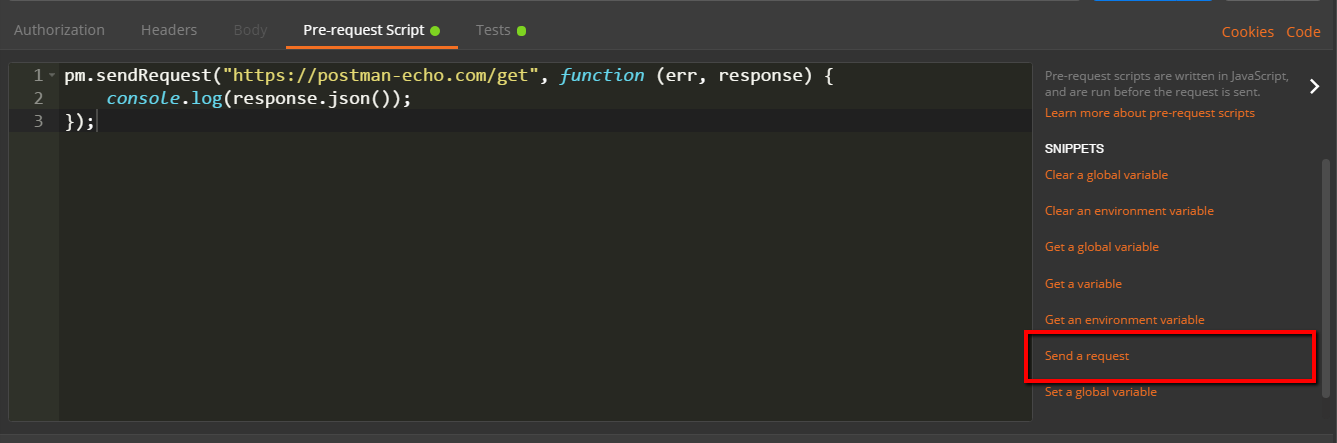 Authorization Headers Body Pre-request Script Tests Cookies Code
1 pm.sendRequest("https://postman-echo.com/get", function (err, response) {
2 console.log(response.json());
3 });
Pre-request scripts are written in JavaScript,
and are run before the request is sent.
Learn more about pre-request scripts
SNIPPETS
Clear a global variable
Clear an environment variable
Get a global variable
Get a variable
Get an environment variable
Send a request
Set a global variable